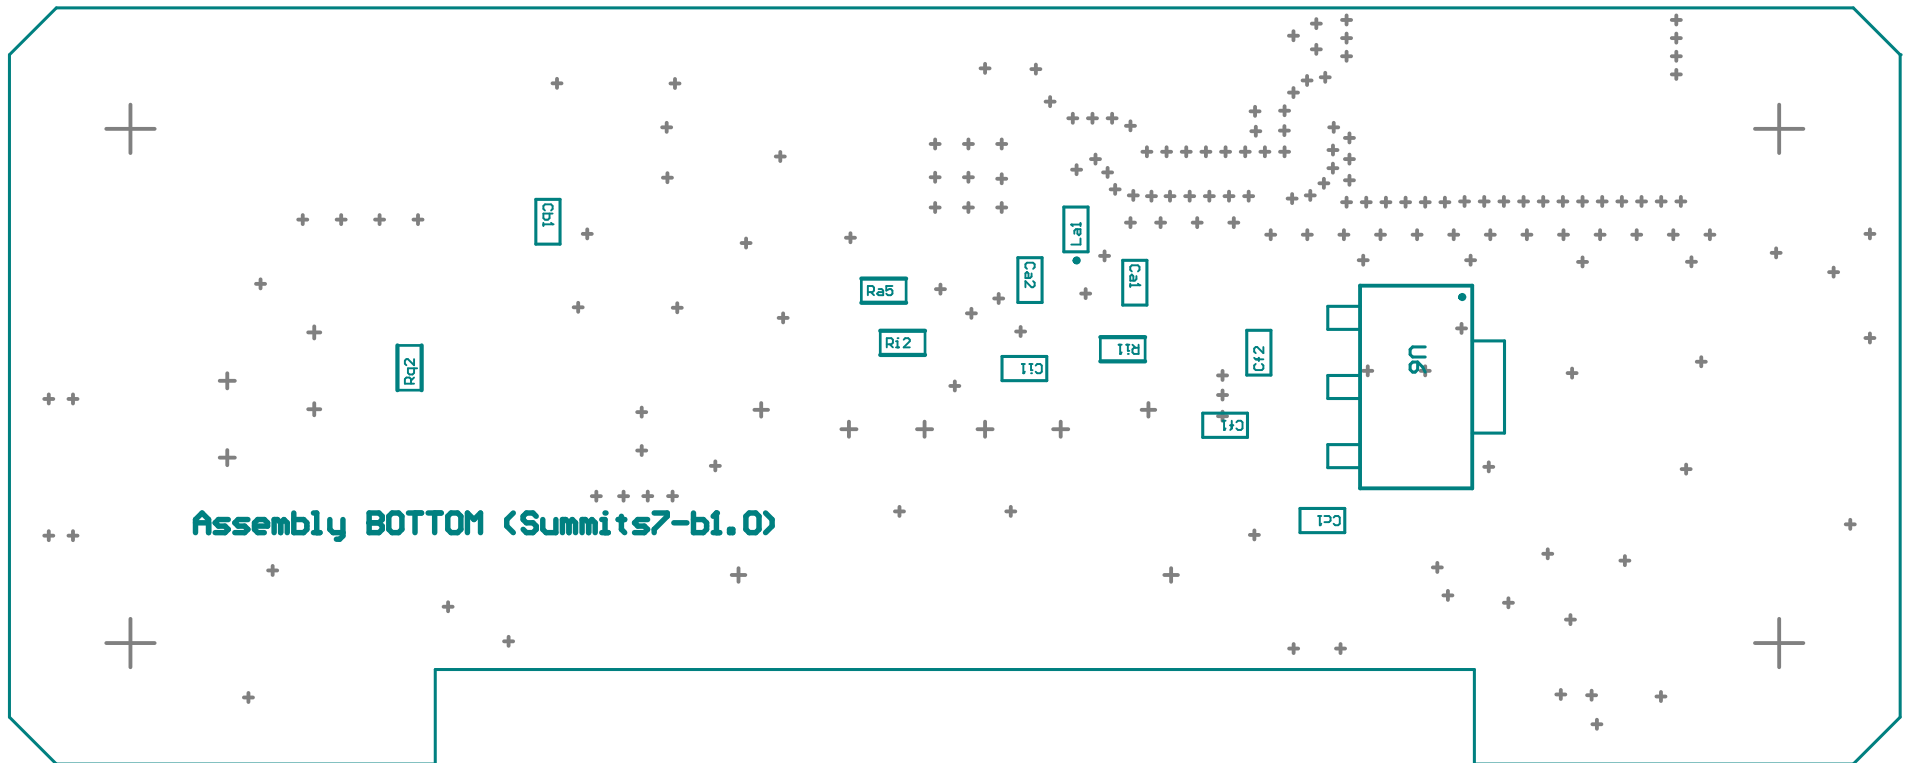 Cb1
La1
Ca2
Ca1
Ra5
Ri2
Ri1
Cf2
U6
Rq2
Ci1
Cf1
Assembly BOTTOM (Summits7-b1.0)
Cc1